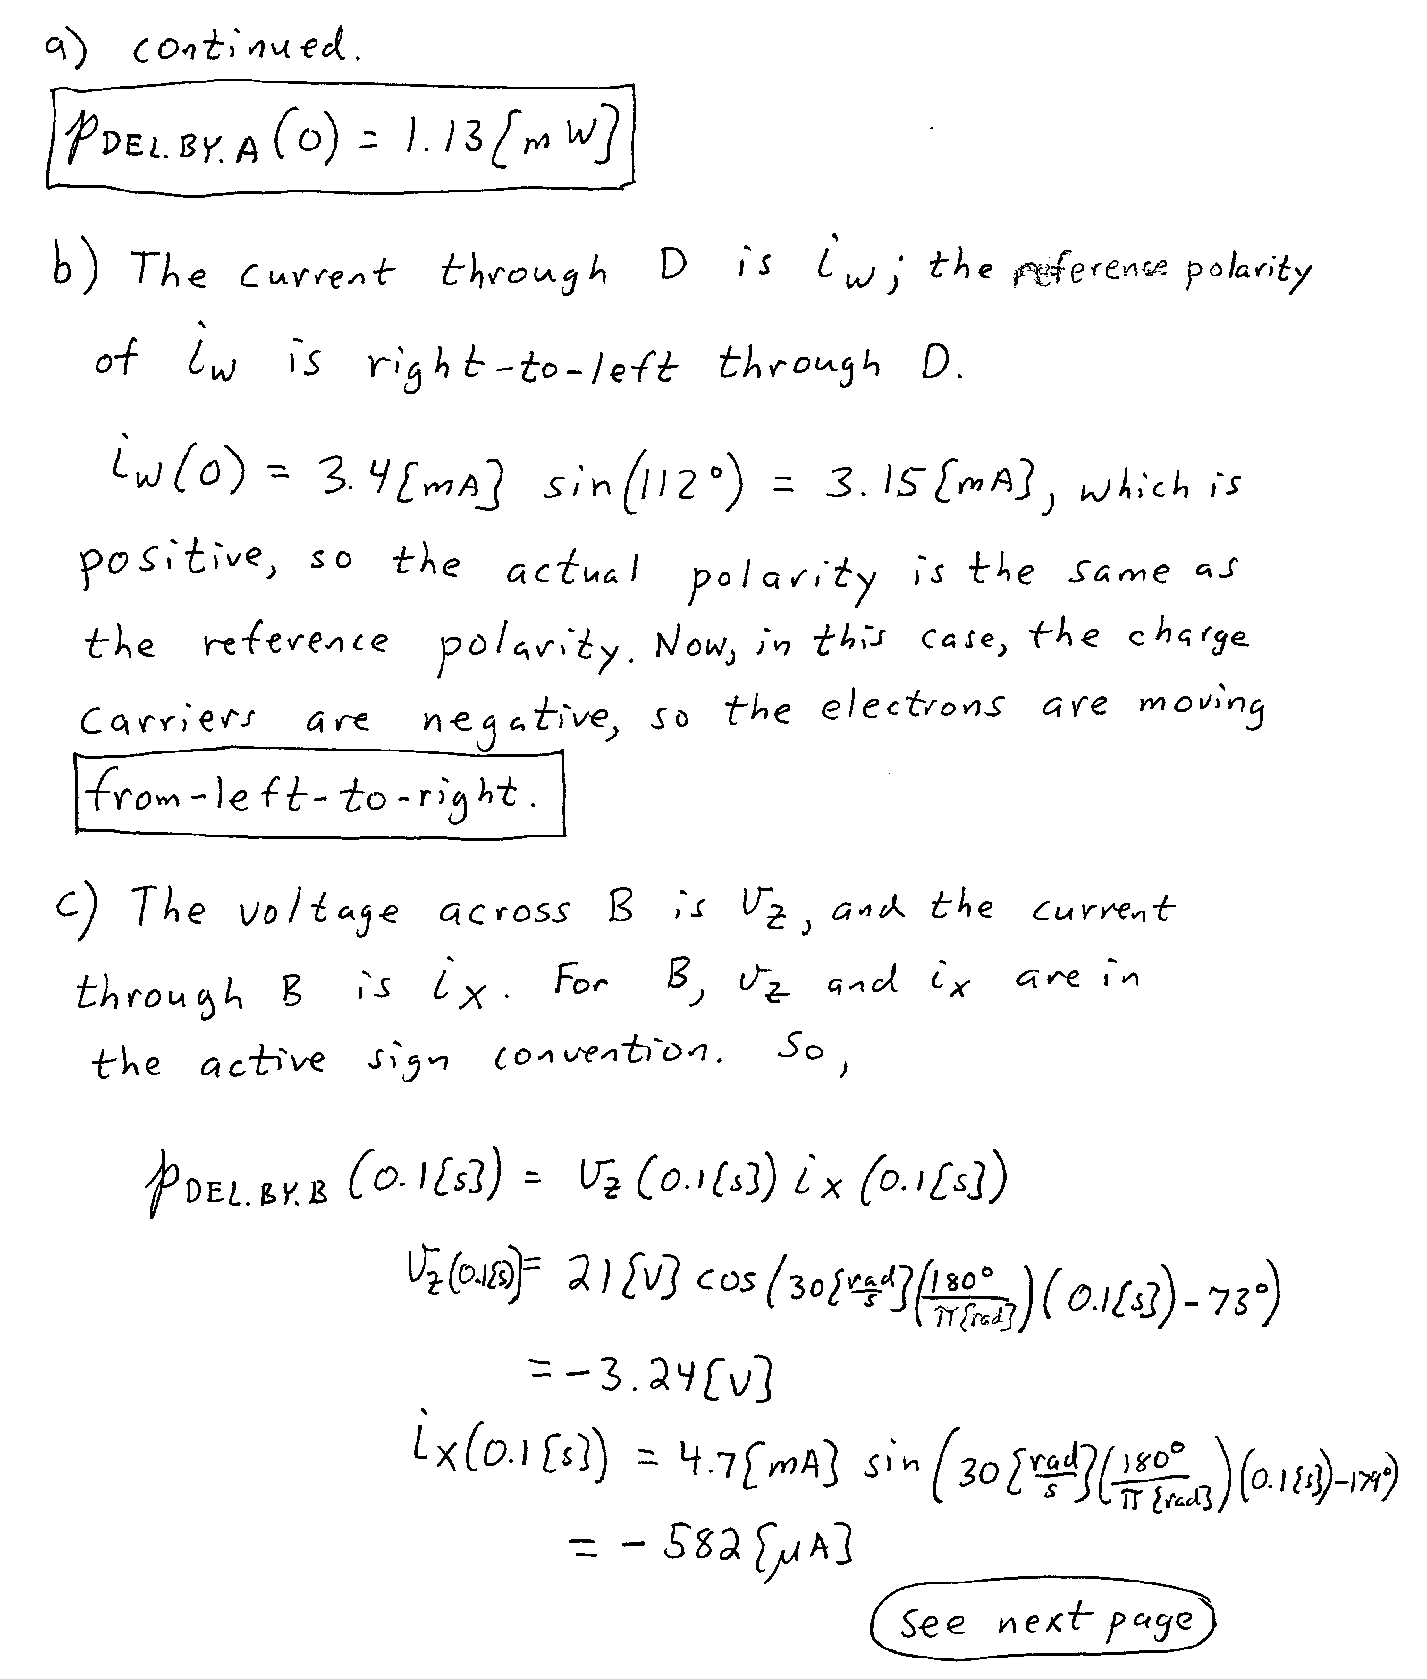 a) continued.
p DEL.BY.A (0) = 1.13[mW]
b) The current through D is i_w; the reference polarity
of i_w is right-to-left through D.
i_w(0) = 3.4[mA] sin(112°) = 3.15[mA], which is
positive, so the actual polarity is the same as
the reference polarity. Now, in this case, the charge
carriers are negative, so the electrons are moving
from-left-to-right.
c) The voltage across B is v_z, and the current
through B is i_x. For B, v_z and i_x are in
the active sign convention. So,
p DEL.BY.B (0.1[s]) = v_z(0.1[s]) i_x(0.1[s])
v_z(0.1[s]) = 21[V] cos(30[rad/s](180°/π[rad])(0.1[s])-73°)
= -3.24[V]
i_x(0.1[s]) = 4.7[mA] sin(30[rad/s](180°/π[rad])(0.1[s])-179°)
= -582[μA]
see next page